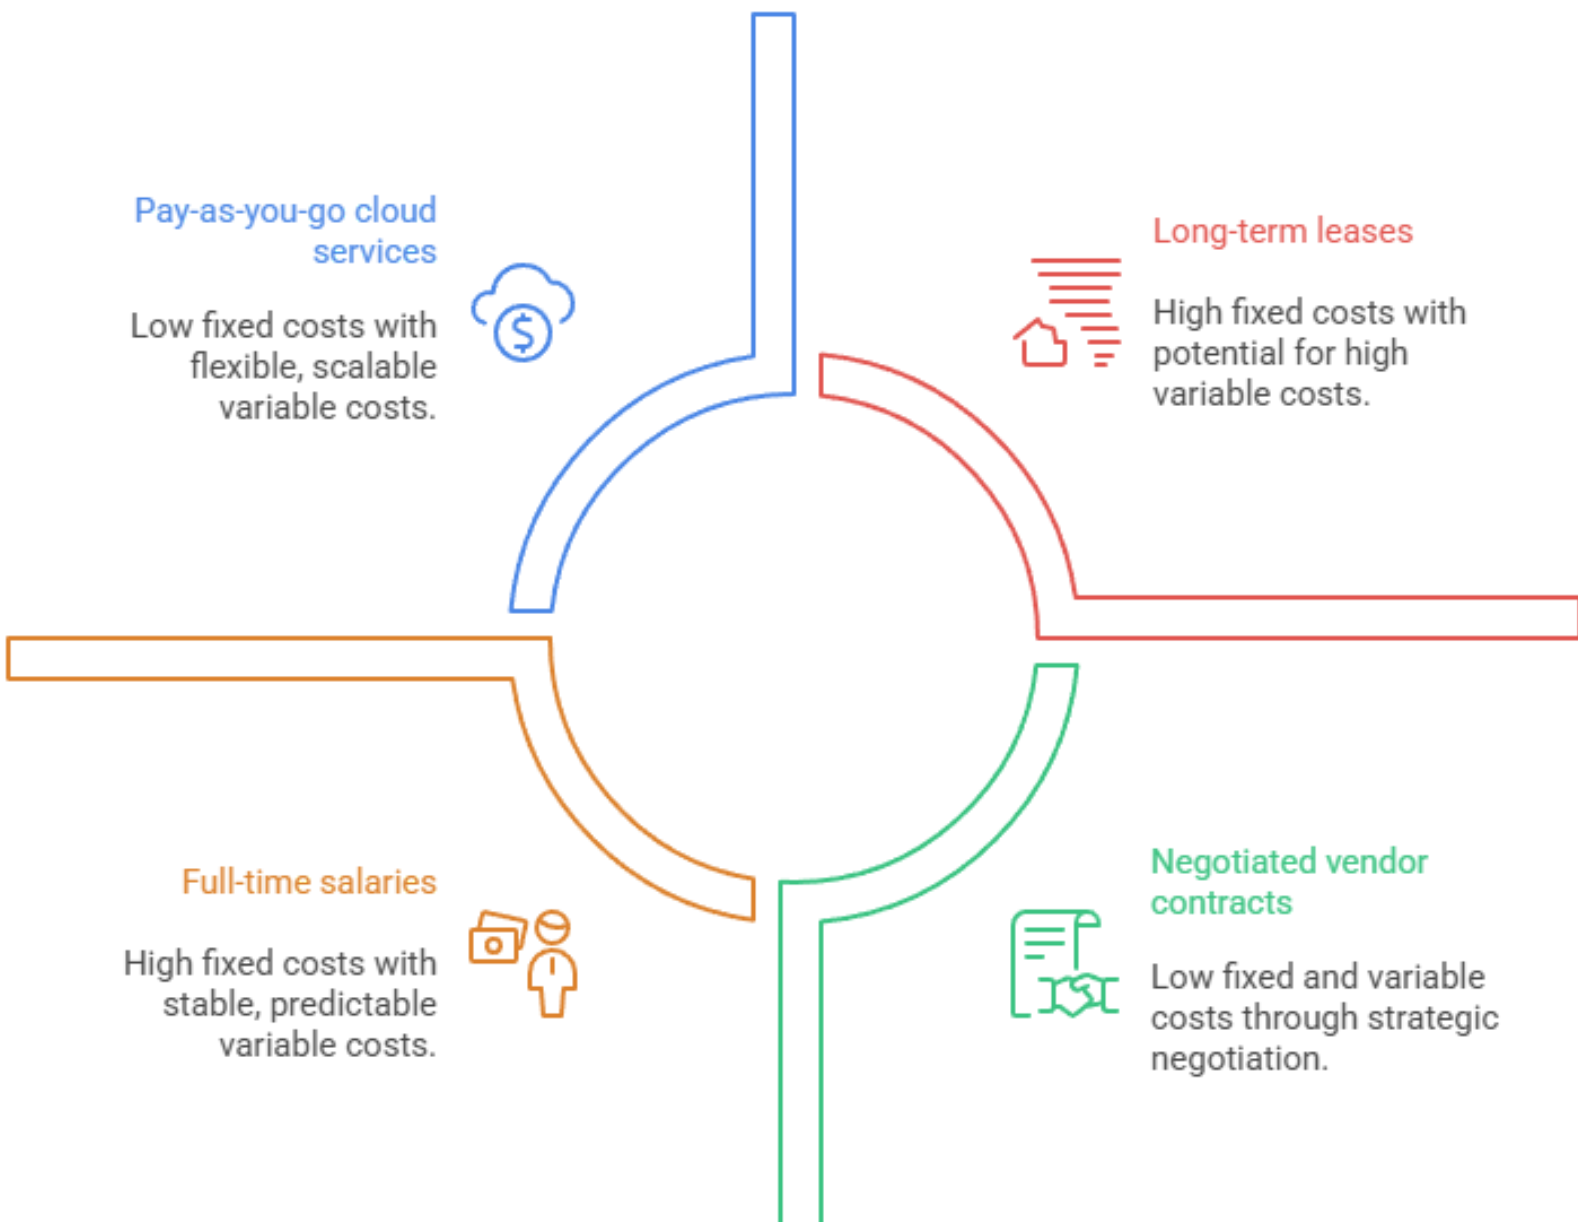 Pay-as-you-go cloud
services
Low fixed costs with
flexible, scalable
variable costs.
$
Long-term leases
High fixed costs with
potential for high
variable costs.
Full-time salaries
High fixed costs with
stable, predictable
variable costs.
Negotiated vendor
contracts
Low fixed and variable
costs through strategic
negotiation.